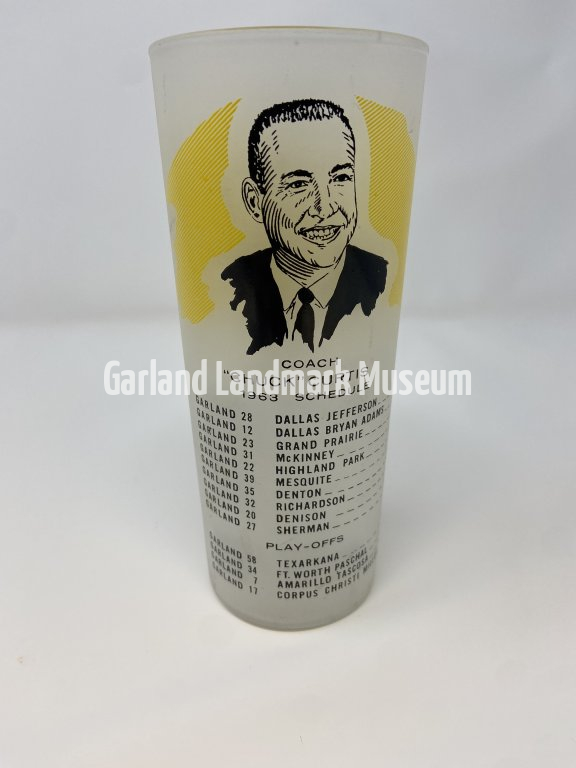 COACH
"CHUCK" CURTIS
Garland Landmark Museum
1963 SCHEDULE
GARLAND 28 DALLAS JEFFERSON
GARLAND 12 DALLAS BRYAN ADAMS
GARLAND 23 GRAND PRAIRIE
GARLAND 31 McKINNEY
GARLAND 22 HIGHLAND PARK
GARLAND 39 MESQUITE
GARLAND 35 DENTON
GARLAND 32 RICHARDSON
GARLAND 20 DENISON
GARLAND 27 SHERMAN
PLAY-OFFS
GARLAND 58 TEXARKANA
GARLAND 34 FT. WORTH PASCHAL
GARLAND 7 AMARILLO TASCOSA
GARLAND 17 CORPUS CHRISTE